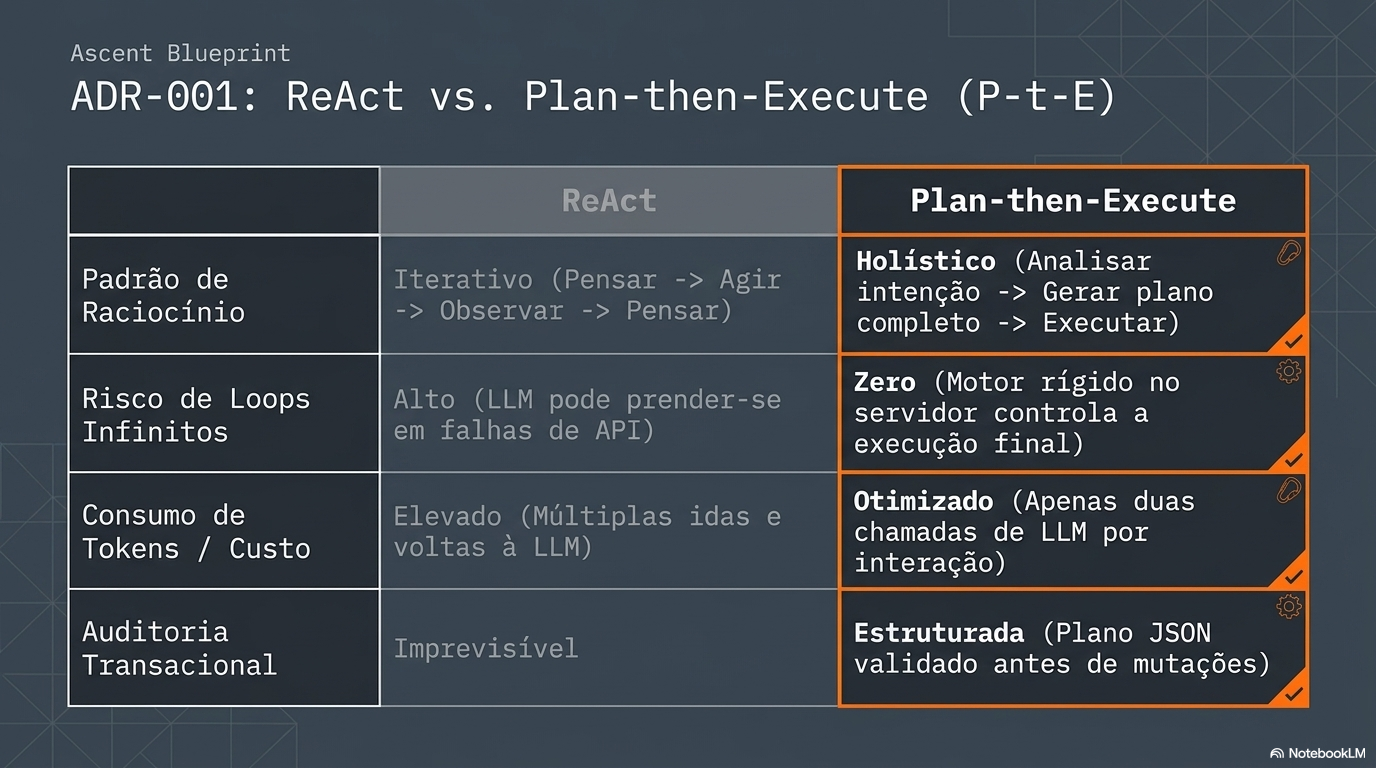 Ascent Blueprint
ADR-001: ReAct vs. Plan-then-Execute (P-t-E)
ReAct
Plan-then-Execute
Padrão de
Raciocínio
Iterativo (Pensar -> Agir
-> Observar -> Pensar)
Holístico (Analisar
intenção -> Gerar plano
completo -> Executar)
Risco de Loops
Infinitos
Alto (LLM pode prender-se
em falhas de API)
Zero (Motor rígido no
servidor controla a
execução final)
Consumo de
Tokens / Custo
Elevado (Múltiplas idas e
voltas à LLM)
Otimizado (Apenas duas
chamadas de LLM por
interação)
Auditoria
Transacional
Imprevisível
Estruturada (Plano JSON
validado antes de mutações)
NotebookLM